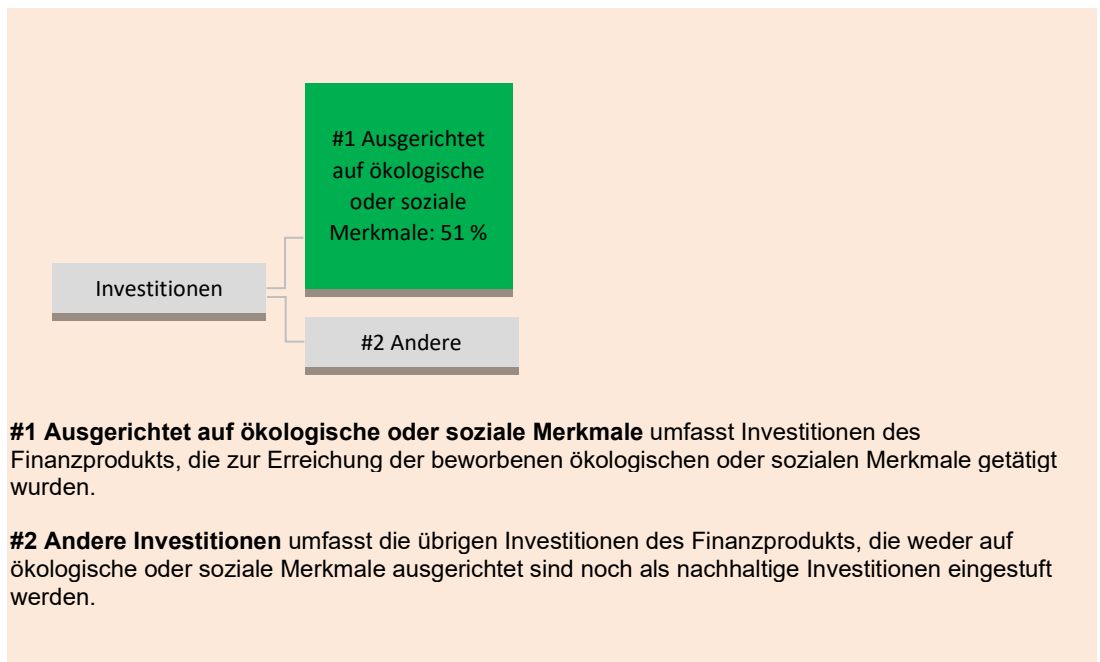 #1 Ausgerichtet
auf ökologische
oder soziale
Merkmale: 51 %
Investitionen
#2 Andere
#1 Ausgerichtet auf ökologische oder soziale Merkmale umfasst Investitionen des
Finanzprodukts, die zur Erreichung der beworbenen ökologischen oder sozialen Merkmale getätigt
wurden.
#2 Andere Investitionen umfasst die übrigen Investitionen des Finanzprodukts, die weder auf
ökologische oder soziale Merkmale ausgerichtet sind noch als nachhaltige Investitionen eingestuft
werden.